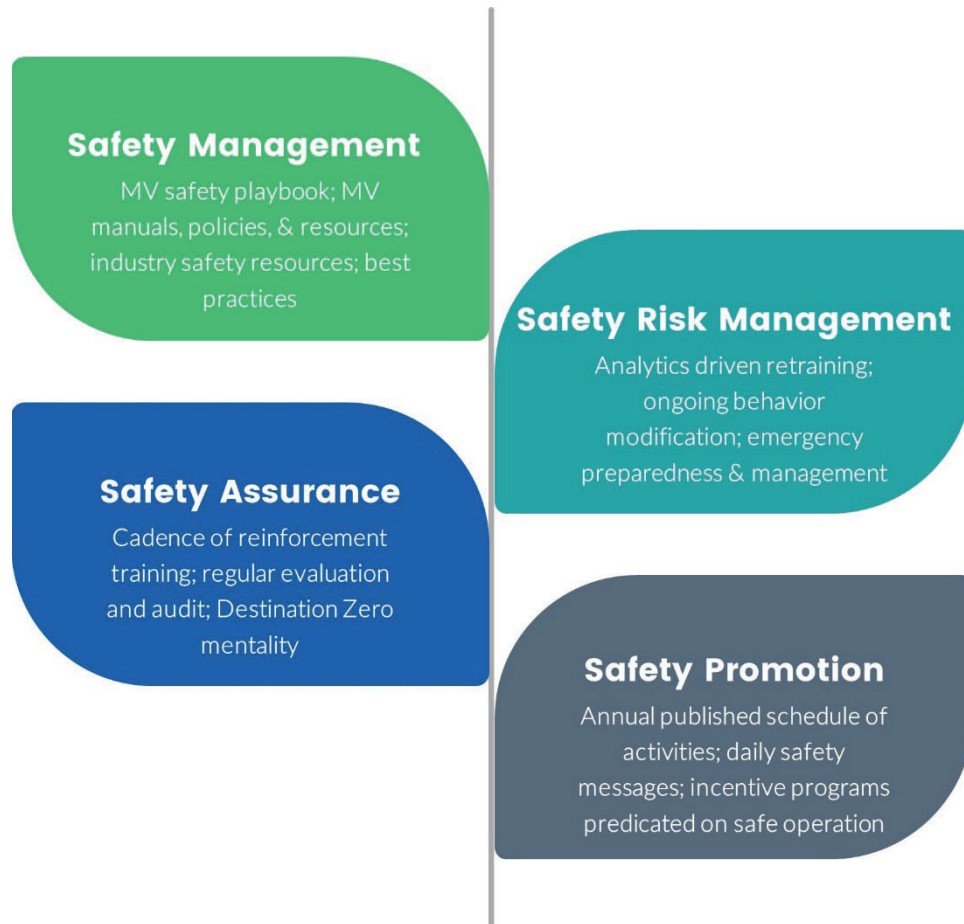 Safety Management
MV safety playbook; MV
manuals, policies, & resources;
industry safety resources; best
practices
Safety Risk Management
Analytics driven retraining;
ongoing behavior
modification; emergency
preparedness & management
Safety Assurance
Cadence of reinforcement
training; regular evaluation
and audit; Destination Zero
mentality
Safety Promotion
Annual published schedule of
activities; daily safety
messages; incentive programs
predicated on safe operation